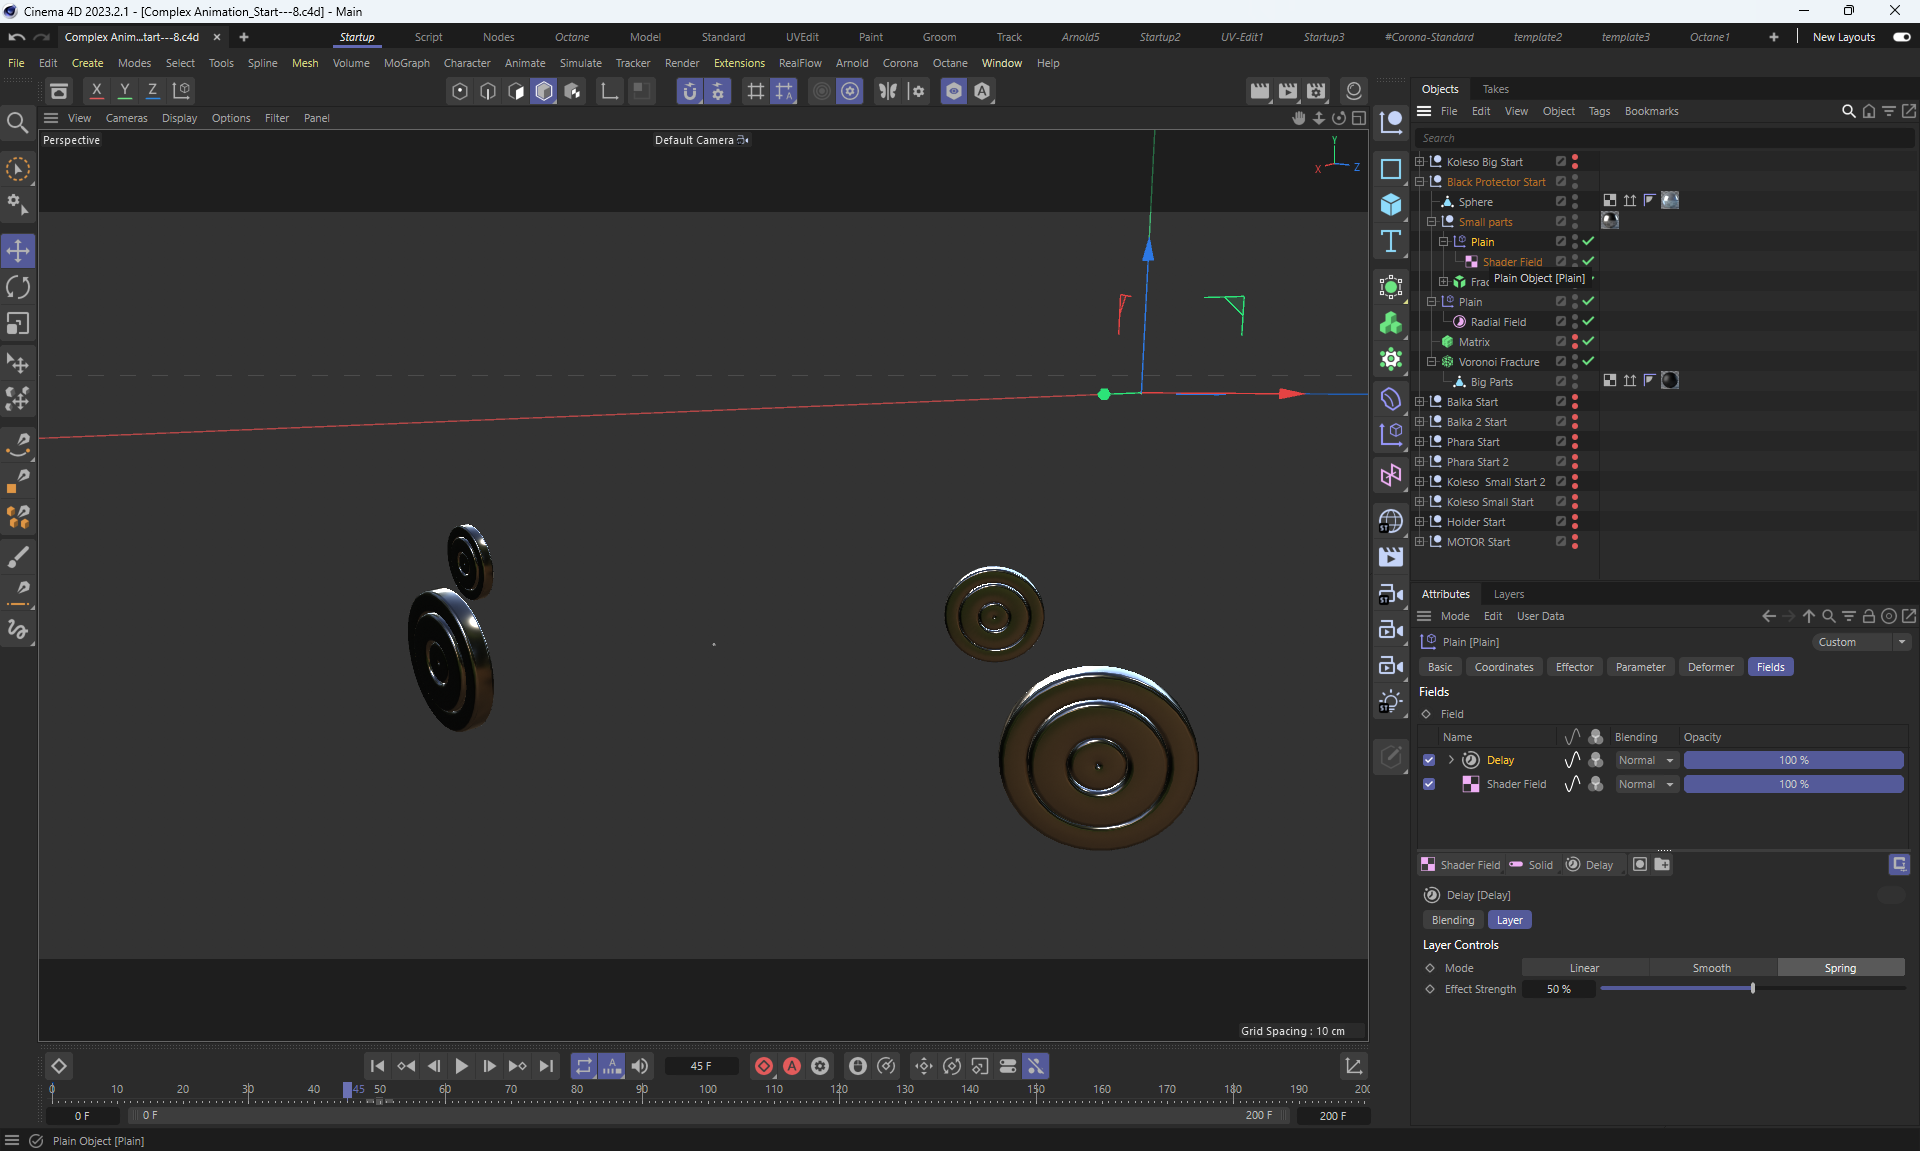 Cinema 4D 2023.2.1 - [Complex Animation_Start---8.c4d] - Main
Complex Anim...tart---8.c4d
Startup Script Nodes Octane Model Standard UVEdit Paint Groom Track Arnold5 Startup2 UV-Edit1 Startup3 #Corona-Standard template2 template3 Octane1 New Layouts
File Edit Create Modes Select Tools Spline Mesh Volume MoGraph Character Animate Simulate Tracker Render Extensions RealFlow Arnold Corona Octane Window Help
X Y Z
View Cameras Display Options Filter Panel
Perspective
Default Camera
Y
X
Z
Grid Spacing : 10 cm
Objects Takes
File Edit View Object Tags Bookmarks
Search
Koleso Big Start
Black Protector Start
Sphere
Small parts
Plain
Shader Field
Plain Object [Plain]
Frac
Plain
Radial Field
Matrix
Voronoi Fracture
Big Parts
Balka Start
Balka 2 Start
Phara Start
Phara Start 2
Koleso Small Start 2
Koleso Small Start
Holder Start
MOTOR Start
Attributes Layers
Mode Edit User Data
Plain [Plain]
Custom
Basic Coordinates Effector Parameter Deformer Fields
Fields
Field
Name Blending Opacity
Delay Normal 100 %
Shader Field Normal 100 %
Shader Field Solid Delay
Delay [Delay]
Blending Layer
Layer Controls
Mode Linear Smooth Spring
Effect Strength 50 %
45 F
0 10 20 30 40 45 50 60 70 80 90 100 110 120 130 140 150 160 170 180 190 200
0 F 0 F 200 F 200 F
Plain Object [Plain]